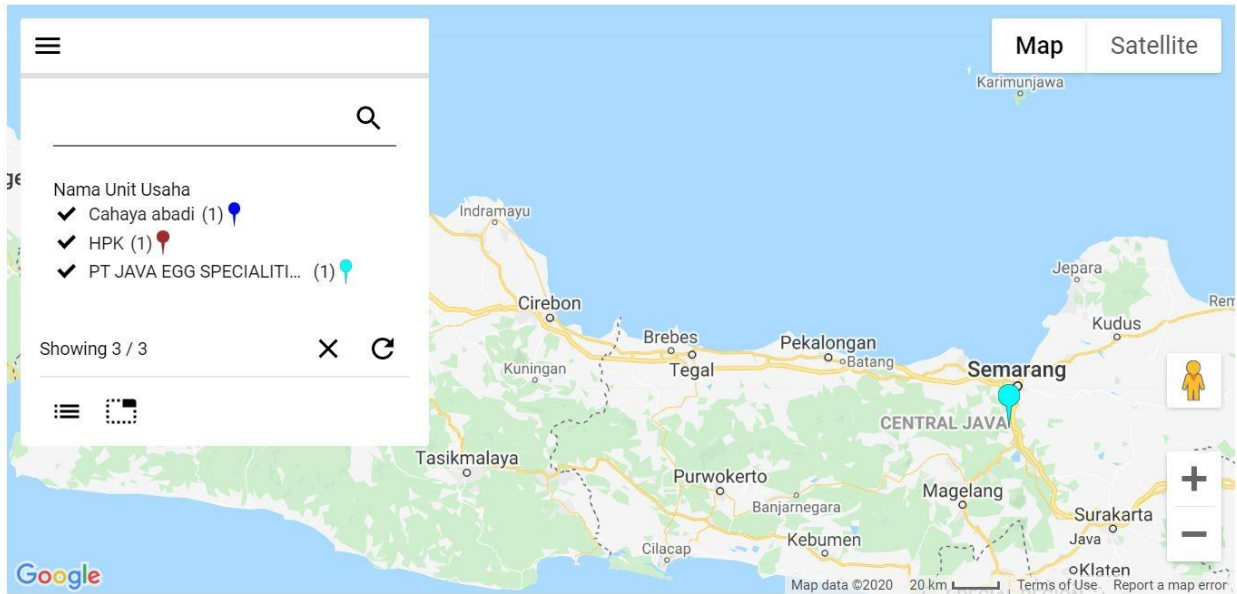 Map
Satellite
Karimunjawa
Nama Unit Usaha
Cahaya abadi (1)
HPK (1)
PT JAVA EGG SPECIALITI... (1)
Showing 3 / 3
Indramayu
Jepara
Cirebon
Kudus
Brebes
Pekalongan
Batang
Tegal
Kuningan
Semarang
CENTRAL JAVA
Tasikmalaya
Purwokerto
Magelang
Banjarnegara
Surakarta
Java
Kebumen
Cilacap
Klaten
Google
Map data ©2020 20 km Terms of Use Report a map error